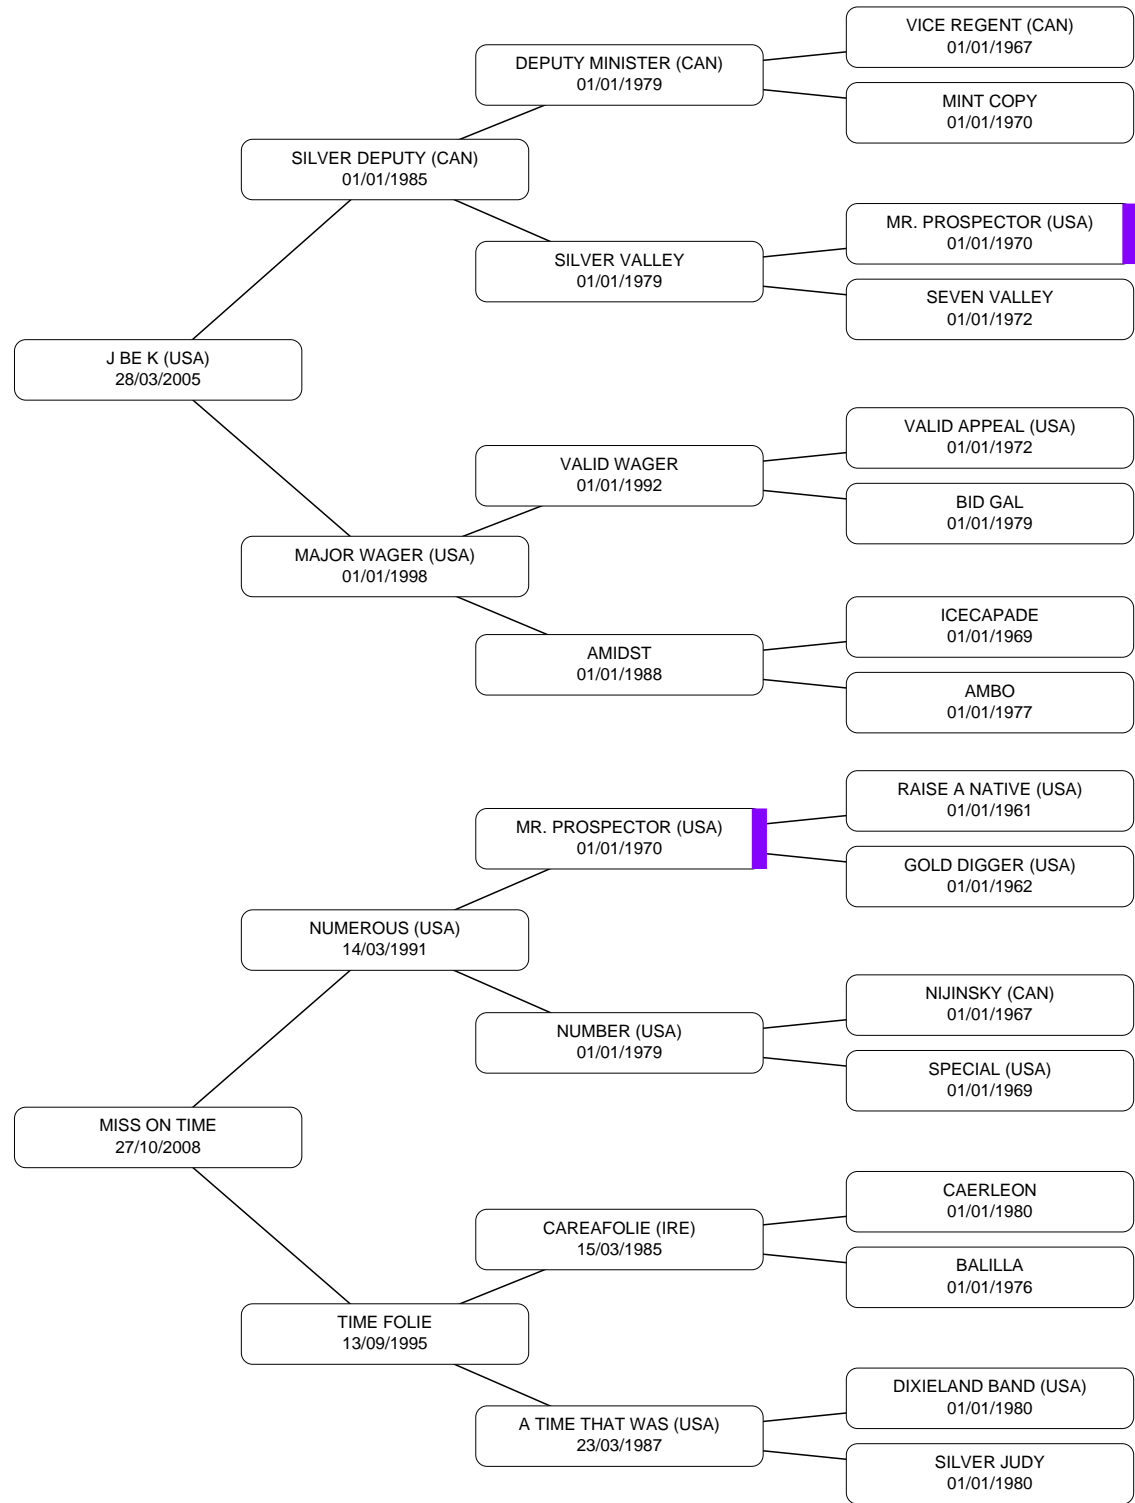 VICE REGENT (CAN)
01/01/1967
DEPUTY MINISTER (CAN)
01/01/1979
MINT COPY
01/01/1970
SILVER DEPUTY (CAN)
01/01/1985
MR. PROSPECTOR (USA)
01/01/1970
SILVER VALLEY
01/01/1979
SEVEN VALLEY
01/01/1972
J BE K (USA)
28/03/2005
VALID APPEAL (USA)
01/01/1972
VALID WAGER
01/01/1992
BID GAL
01/01/1979
MAJOR WAGER (USA)
01/01/1998
ICECAPADE
01/01/1969
AMIDST
01/01/1988
AMBO
01/01/1977
RAISE A NATIVE (USA)
01/01/1961
MR. PROSPECTOR (USA)
01/01/1970
GOLD DIGGER (USA)
01/01/1962
NUMEROUS (USA)
14/03/1991
NIJINSKY (CAN)
01/01/1967
NUMBER (USA)
01/01/1979
SPECIAL (USA)
01/01/1969
MISS ON TIME
27/10/2008
CAERLEON
01/01/1980
CAREAFOLIE (IRE)
15/03/1985
BALILLA
01/01/1976
TIME FOLIE
13/09/1995
DIXIELAND BAND (USA)
01/01/1980
A TIME THAT WAS (USA)
23/03/1987
SILVER JUDY
01/01/1980